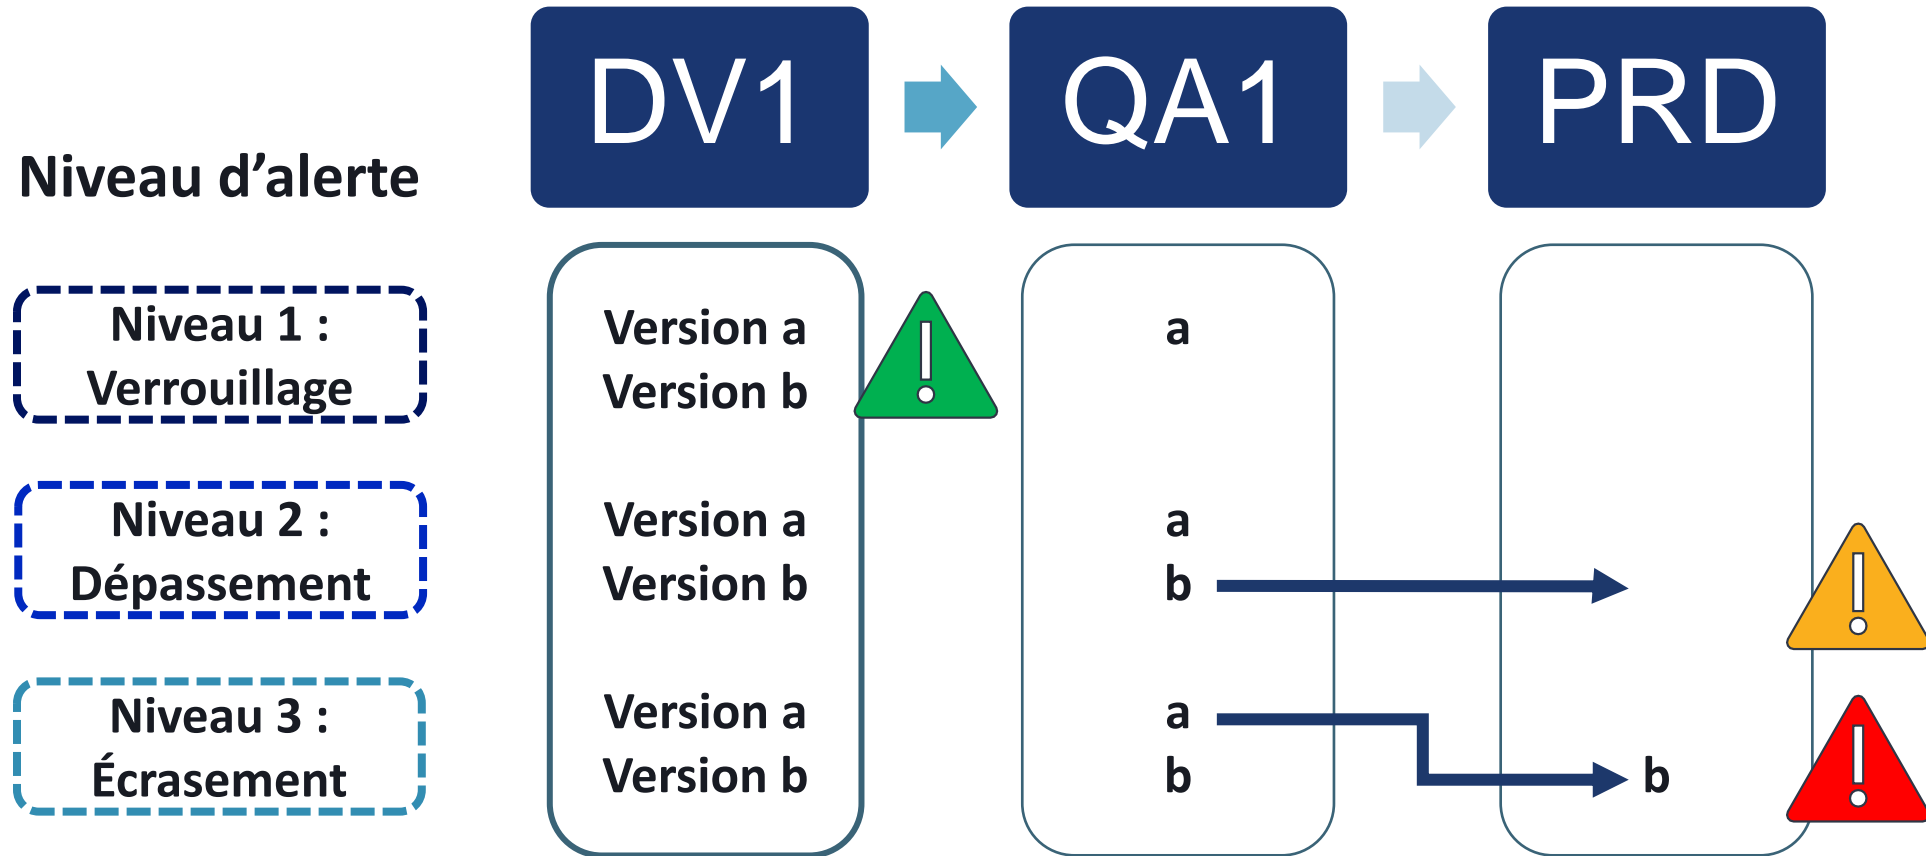 DV1
QA1
PRD
Niveau d’alerte
Niveau 1 :
Verrouillage
Version a
Version b
a
Niveau 2 :
Dépassement
Version a
Version b
a
b
Niveau 3 :
Écrasement
Version a
Version b
a
b
b